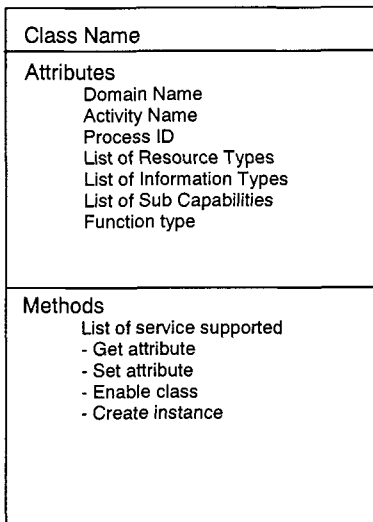 Class Name
Attributes
Domain Name
Activity Name
Process ID
List of Resource Types
List of Information Types
List of Sub Capabilities
Function type
Methods
List of service supported
- Get attribute
- Set attribute
- Enable class
- Create instance